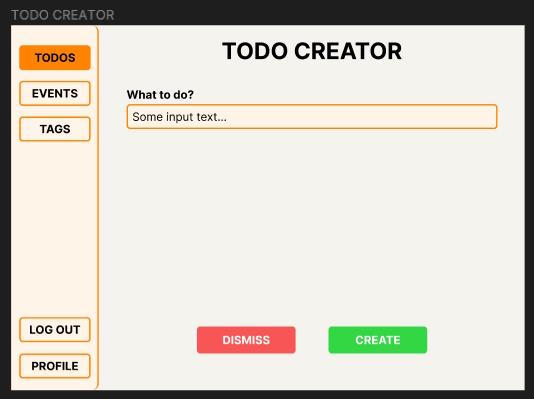 TODO CREATOR
TODOS
EVENTS
TAGS
LOG OUT
PROFILE
TODO CREATOR
What to do?
Some input text...
DISMISS
CREATE